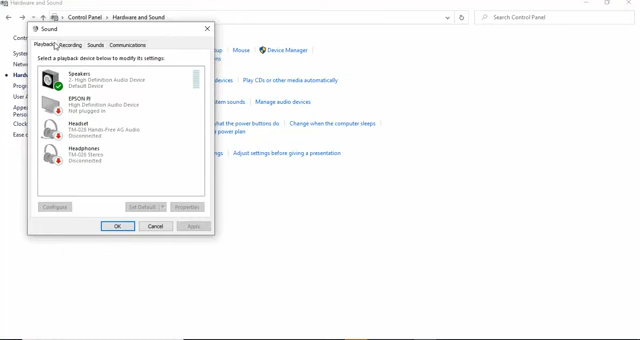 Hardware and Sound
Control Panel > Hardware and Sound
Search Control Panel
Sound
Playback Recording Sounds Communications
Select a playback device below to modify its settings:
Speakers
2- High Definition Audio Device
Default Device
EPSON PJ
High Definition Audio Device
Not plugged in
Headset
TM-028 Hands-Free AG Audio
Disconnected
Headphones
TM-028 Stereo
Disconnected
Configure Set Default Properties
OK Cancel Apply
Mouse | Device Manager
devices | Play CDs or other media automatically
system sounds | Manage audio devices
what the power buttons do | Change when the computer sleeps
power plan
Adjust settings before giving a presentation